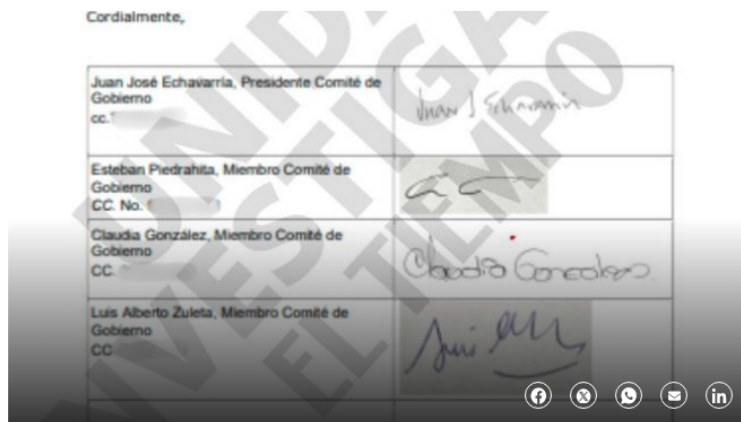 Cordialmente,
Juan José Echavarría, Presidente Comité de
Gobierno
cc.
Juan J Echavarría
Esteban Piedrahita, Miembro Comité de
Gobierno
CC. No.
Claudia González, Miembro Comité de
Gobierno
CC.
Claudia González
Luis Alberto Zuleta, Miembro Comité de
Gobierno
CC
UNIDAD
INVESTIGATIVA
EL TIEMPO